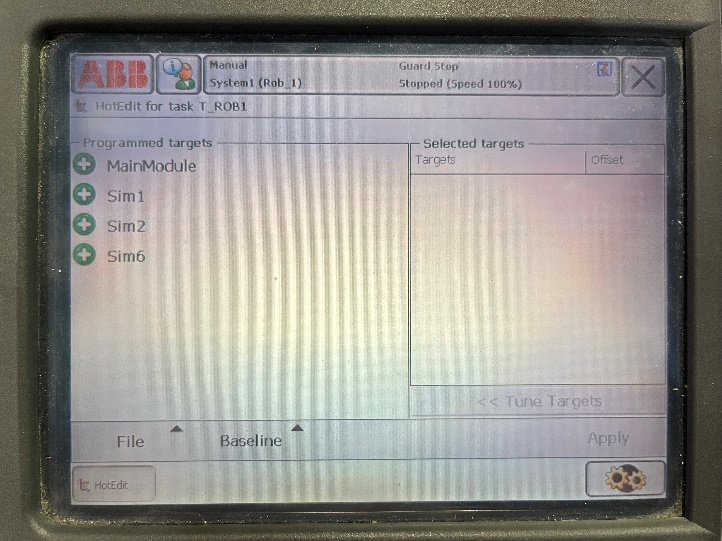 ABB
Manual
Guard Stop
System1 (Rob_1)
Stopped (Speed 100%)
HotEdit for task T_ROB1
Programmed targets
Selected targets
Targets
Offset
MainModule
Sim1
Sim2
Sim6
<< Tune Targets
File
Baseline
Apply
HotEdit